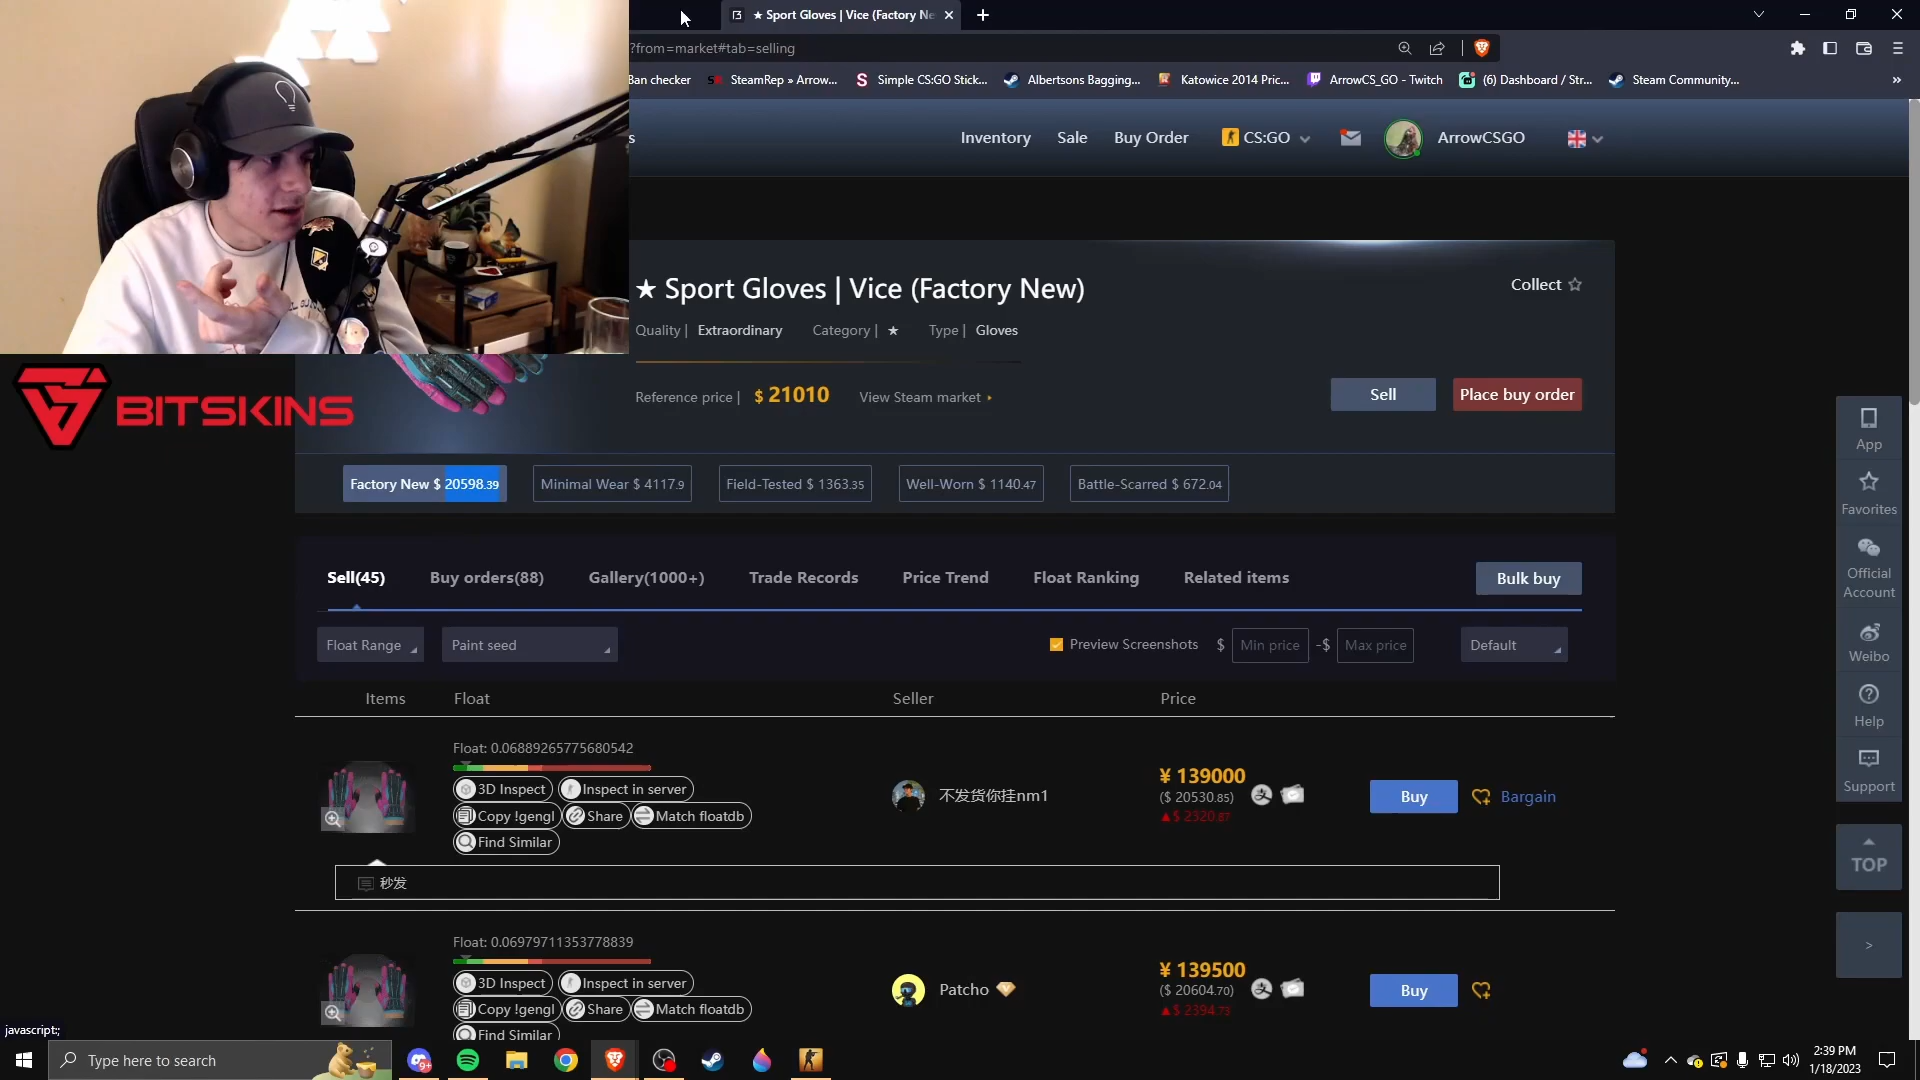 ★ Sport Gloves | Vice (Factory Ne
?from=market#tab=selling
Ban checker
SteamRep » Arrow...
Simple CS:GO Stick...
Albertsons Bagging...
Katowice 2014 Pric...
ArrowCS_GO - Twitch
(6) Dashboard / Str...
Steam Community...
»
s
Inventory
Sale
Buy Order
CS:GO
ArrowCSGO
★ Sport Gloves | Vice (Factory New)
Collect ☆
Quality | Extraordinary
Category | ★
Type | Gloves
Reference price | $ 21010
View Steam market
Sell
Place buy order
BITSKINS
Factory New $ 20598.39
Minimal Wear $ 4117.9
Field-Tested $ 1363.35
Well-Worn $ 1140.47
Battle-Scarred $ 672.04
App
Favorites
Official
Account
Weibo
Help
Support
TOP
>
Sell(45)
Buy orders(88)
Gallery(1000+)
Trade Records
Price Trend
Float Ranking
Related items
Bulk buy
Float Range
Paint seed
Preview Screenshots
$ Min price
-$ Max price
Default
Items
Float
Seller
Price
Float: 0.06889265775680542
3D Inspect
Inspect in server
Copy !gengl
Share
Match floatdb
Find Similar
不发货你挂nm1
¥ 139000
($ 20530.85)
▲$ 2320.87
Buy
Bargain
秒发
Float: 0.06979711353778839
3D Inspect
Inspect in server
Copy !gengl
Share
Match floatdb
Find Similar
Patcho
¥ 139500
($ 20604.70)
▲$ 2394.73
Buy
javascript:;
Type here to search
9+
2:39 PM
1/18/2023